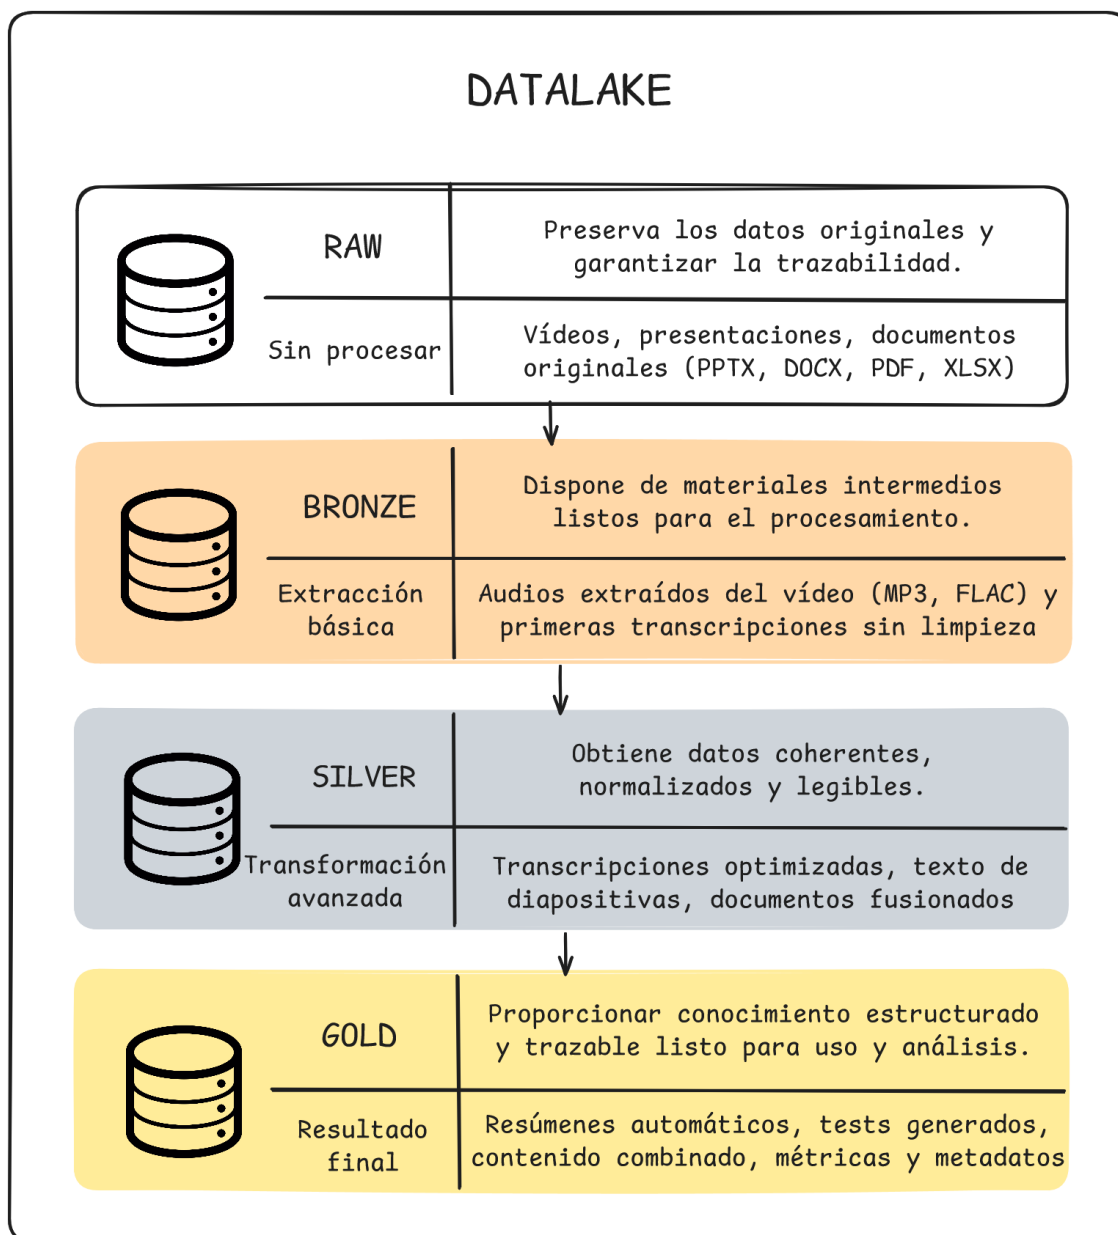 DATALAKE
RAW
Preserva los datos originales y
garantizar la trazabilidad.
Sin procesar
Vídeos, presentaciones, documentos
originales (PPTX, DOCX, PDF, XLSX)
BRONZE
Dispone de materiales intermedios
listos para el procesamiento.
Extracción
básica
Audios extraídos del vídeo (MP3, FLAC) y
primeras transcripciones sin limpieza
SILVER
Obtiene datos coherentes,
normalizados y legibles.
Transformación
avanzada
Transcripciones optimizadas, texto de
diapositivas, documentos fusionados
GOLD
Proporcionar conocimiento estructurado
y trazable listo para uso y análisis.
Resultado
final
Resúmenes automáticos, tests generados,
contenido combinado, métricas y metadatos